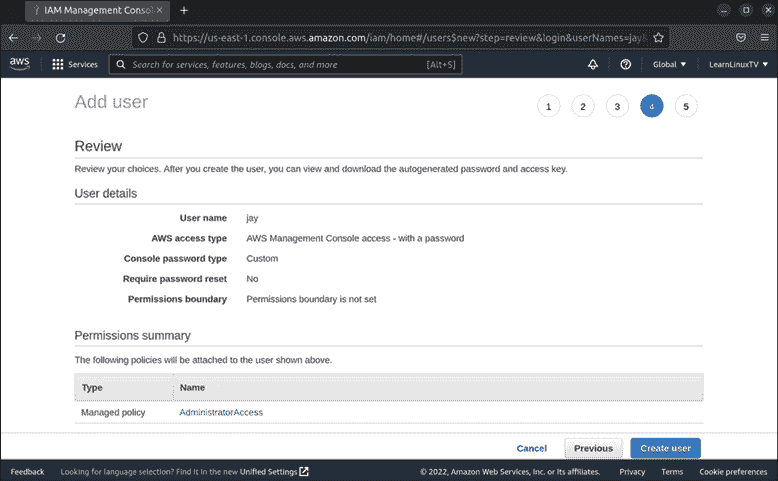 IAM Management Consol
https://us-east-1.console.aws.amazon.com/iam/home#/users$new?step=review&login&userNames=jay&
aws Services Search for services, features, blogs, docs, and more [Alt+S] Global LearnLinuxTV
Add user
1 2 3 4 5
Review
Review your choices. After you create the user, you can view and download the autogenerated password and access key.
User details
User name jay
AWS access type AWS Management Console access - with a password
Console password type Custom
Require password reset No
Permissions boundary Permissions boundary is not set
Permissions summary
The following policies will be attached to the user shown above.
Type Name
Managed policy AdministratorAccess
Cancel Previous Create user
Feedback Looking for language selection? Find it in the new Unified Settings © 2022, Amazon Web Services, Inc. or its affiliates. Privacy Terms Cookie preferences